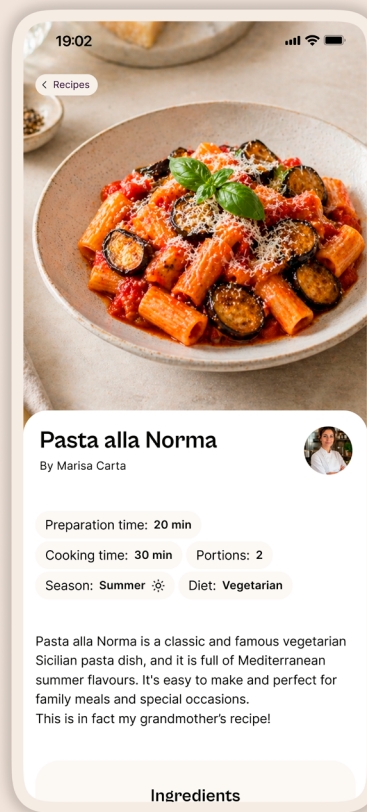 19:02
Recipes
Pasta alla Norma
By Marisa Carta
Preparation time: 20 min
Cooking time: 30 min Portions: 2
Season: Summer Diet: Vegetarian
Pasta alla Norma is a classic and famous vegetarian
Sicilian pasta dish, and it is full of Mediterranean
summer flavours. It's easy to make and perfect for
family meals and special occasions.
This is in fact my grandmother's recipe!
Ingredients